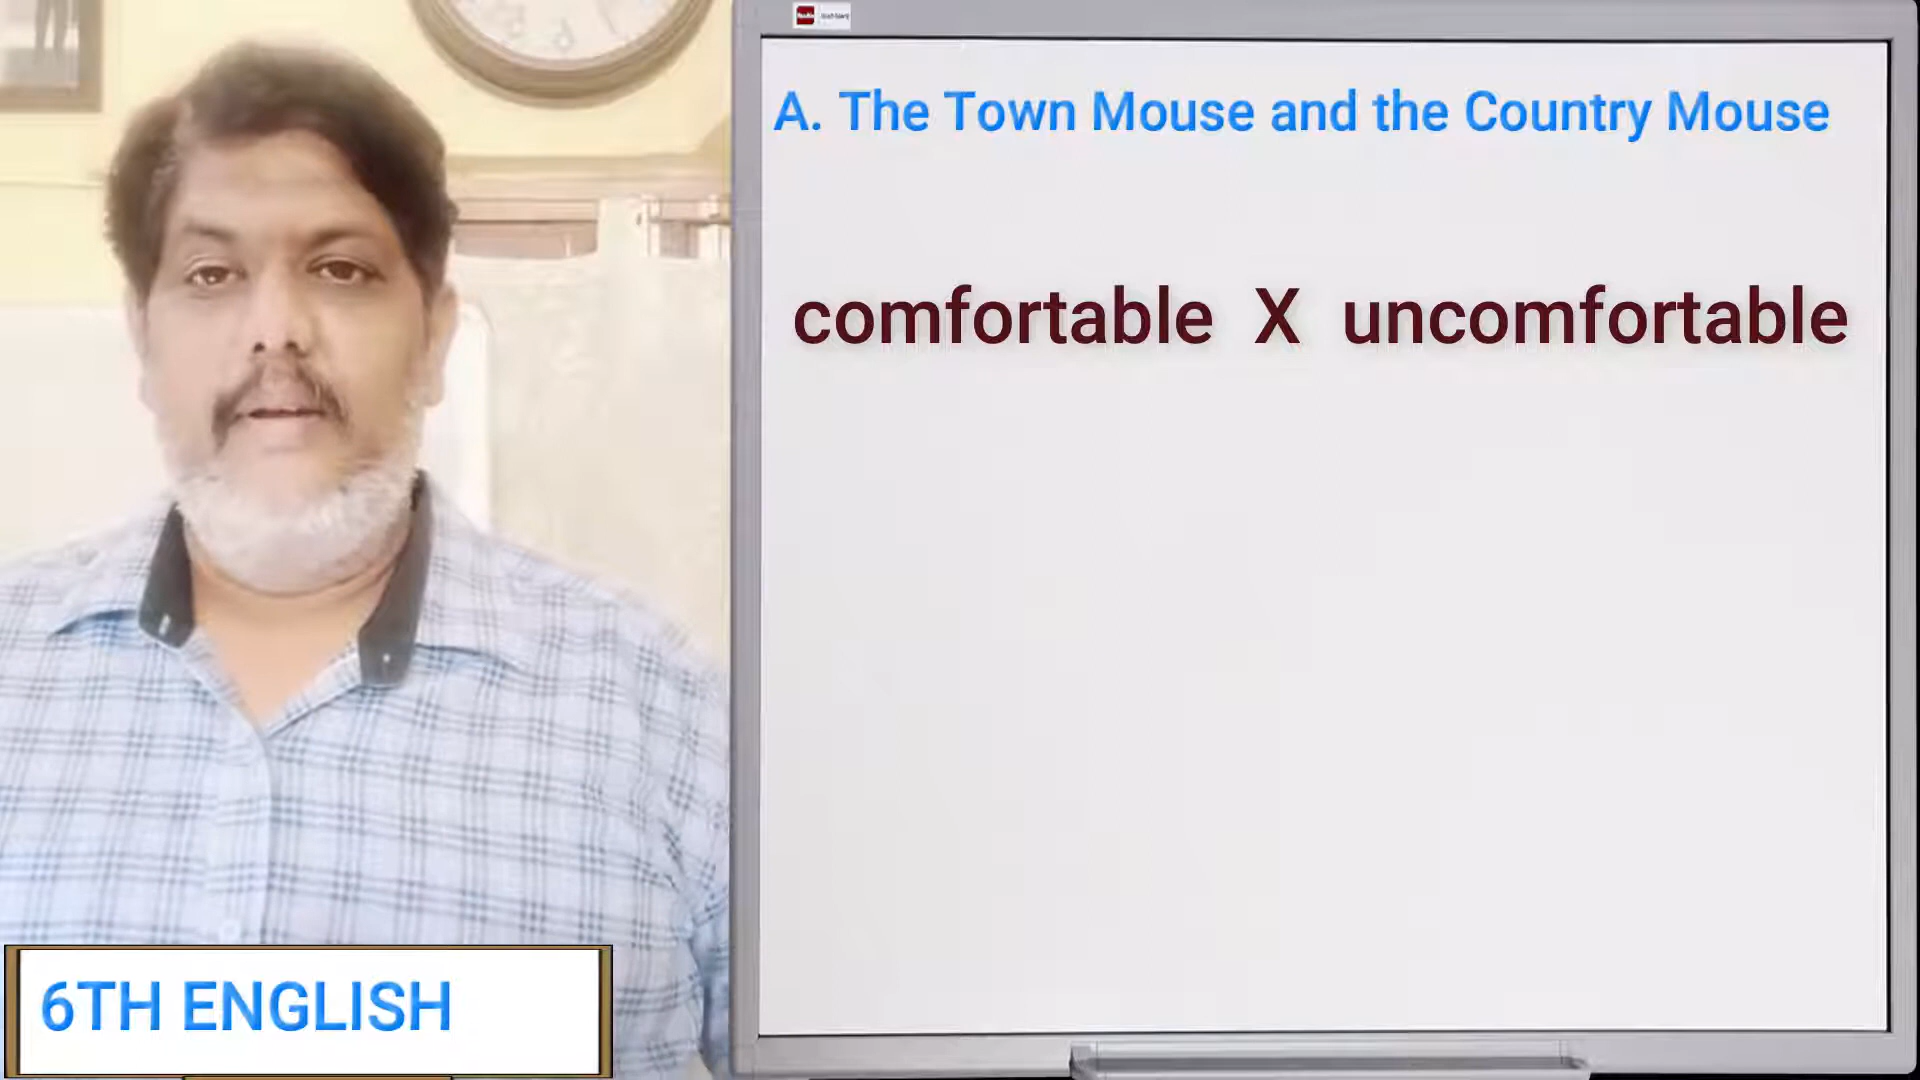 A. The Town Mouse and the Country Mouse
comfortable X uncomfortable
6TH ENGLISH